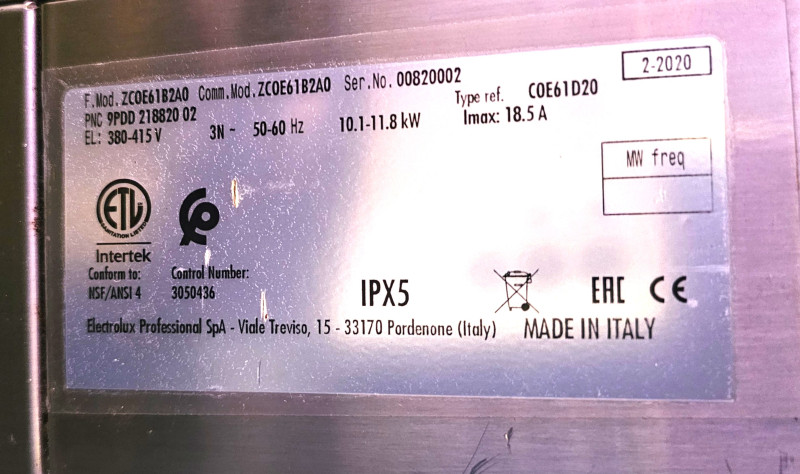 F.Mod. ZCOE61B2A0 Comm.Mod. ZCOE61B2A0 Ser.No. 00820002
2-2020
PNC 9PDD 218820 02
Type ref. COE61D20
EL: 380-415 V 3N ~ 50-60 Hz 10.1-11.8 kW Imax: 18.5 A
MW freq
ETL
SANITATION LISTED
Intertek
Conform to:
NSF/ANSI 4
Control Number:
3050436
IPX5
EAC CE
Electrolux Professional SpA - Viale Treviso, 15 - 33170 Pordenone (Italy) MADE IN ITALY